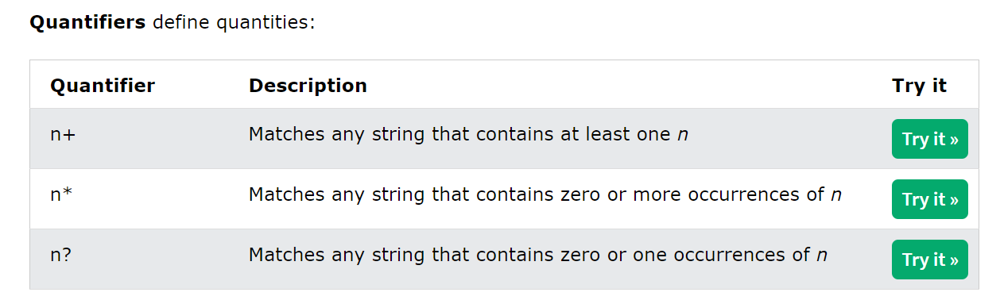 Quantifiers define quantities:
Quantifier Description Try it
n+ Matches any string that contains at least one n Try it »
n* Matches any string that contains zero or more occurrences of n Try it »
n? Matches any string that contains zero or one occurrences of n Try it »